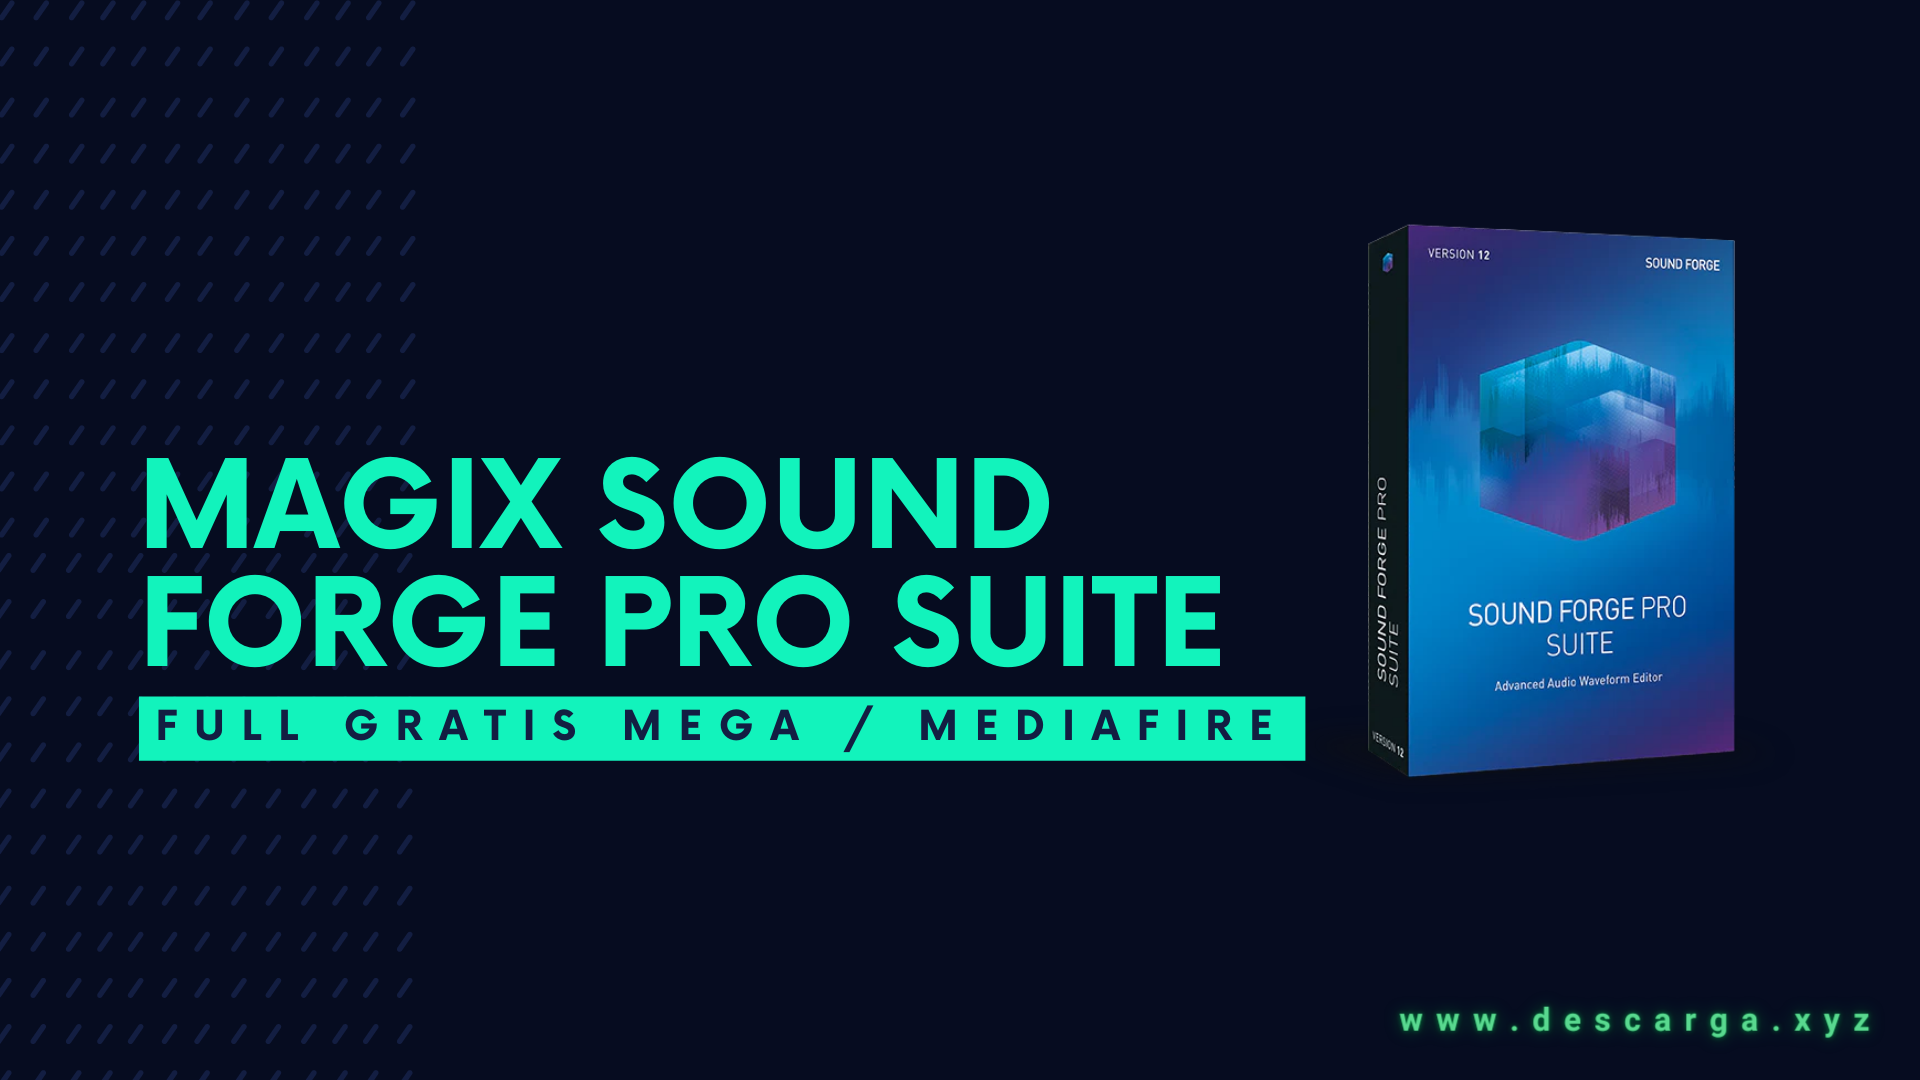 MAGIX SOUND
FORGE PRO SUITE
FULL GRATIS MEGA / MEDIAFIRE
VERSION 12
SOUND FORGE
SOUND FORGE PRO
SUITE
Advanced Audio Waveform Editor
SOUND FORGE PRO
SUITE
VERSION 12
www.descarga.xyz